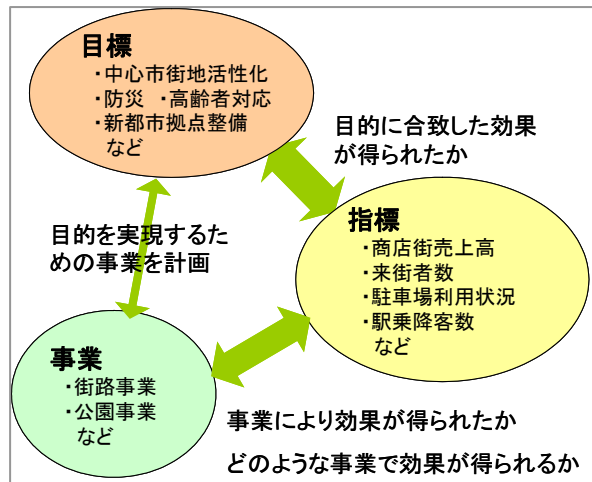 目標
・中心市街地活性化
・防災 ・高齢者対応
・新都市拠点整備
など
目的に合致した効果
が得られたか
指標
・商店街売上高
・来街者数
・駐車場利用状況
・駅乗降客数
など
目的を実現するた
めの事業を計画
事業
・街路事業
・公園事業
など
事業により効果が得られたか
どのような事業で効果が得られるか